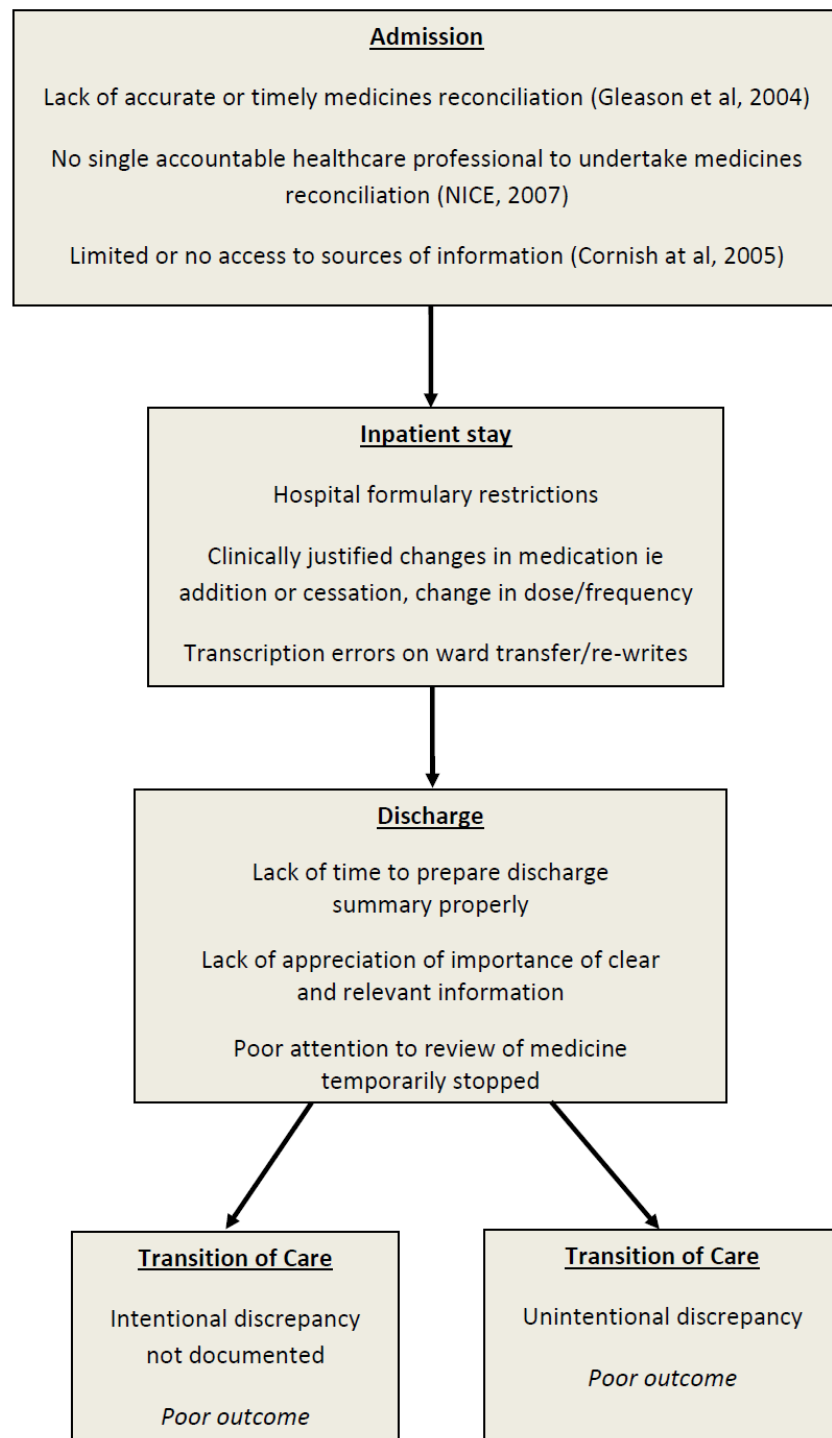 Admission
Lack of accurate or timely medicines reconciliation (Gleason et al, 2004)
No single accountable healthcare professional to undertake medicines
reconciliation (NICE, 2007)
Limited or no access to sources of information (Cornish at al, 2005)
Inpatient stay
Hospital formulary restrictions
Clinically justified changes in medication ie
addition or cessation, change in dose/frequency
Transcription errors on ward transfer/re-writes
Discharge
Lack of time to prepare discharge
summary properly
Lack of appreciation of importance of clear
and relevant information
Poor attention to review of medicine
temporarily stopped
Transition of Care
Intentional discrepancy
not documented
Poor outcome
Transition of Care
Unintentional discrepancy
Poor outcome